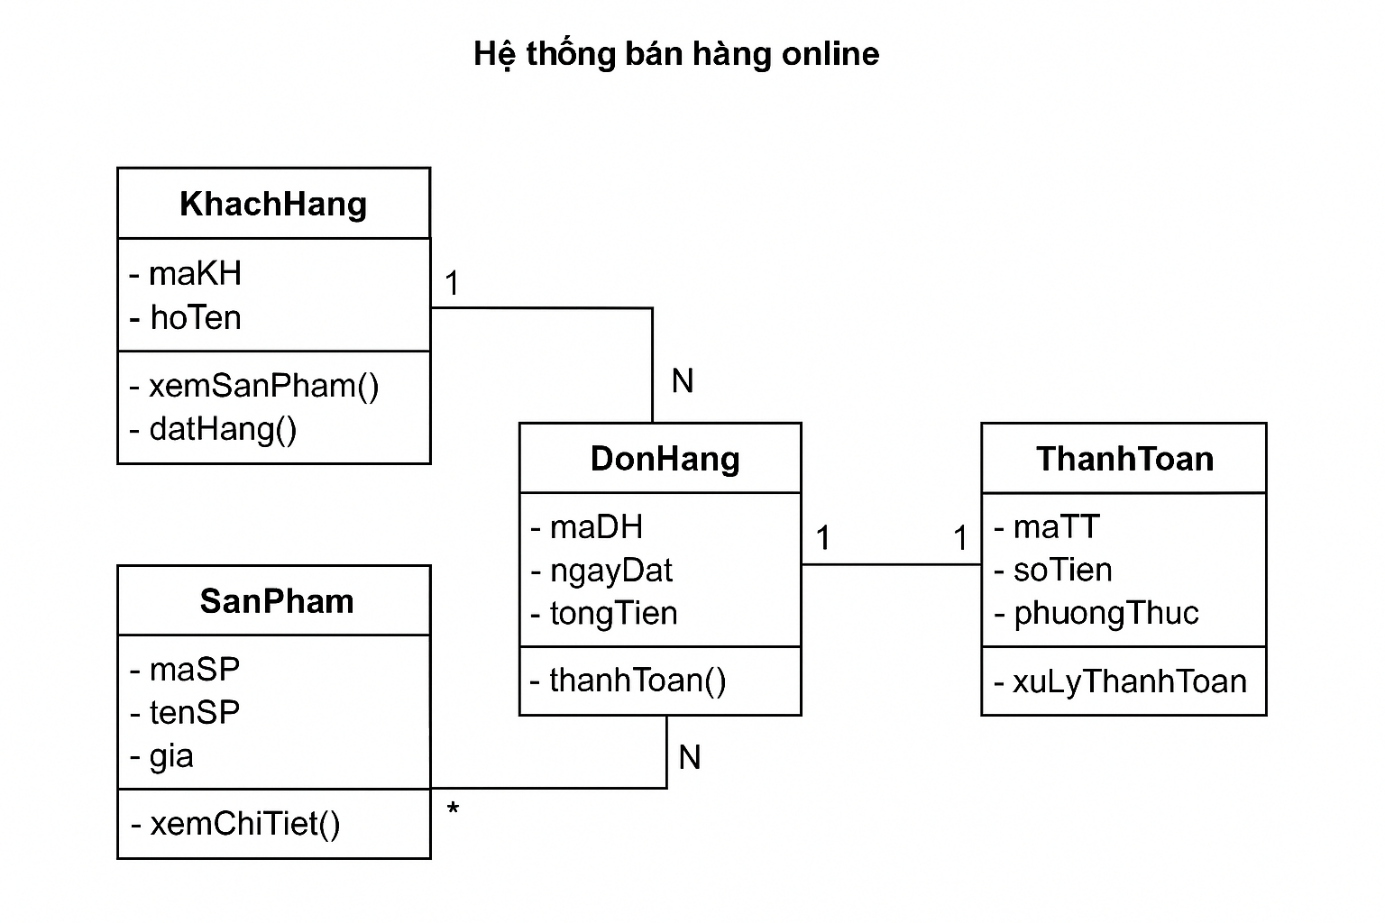 Hệ thống bán hàng online
KhachHang
- maKH
- hoTen
- xemSanPham()
- datHang()
1
N
DonHang
- maDH
- ngayDat
- tongTien
- thanhToan()
1
1
ThanhToan
- maTT
- soTien
- phuongThuc
- xuLyThanhToan
SanPham
- maSP
- tenSP
- gia
- xemChiTiet()
N
*